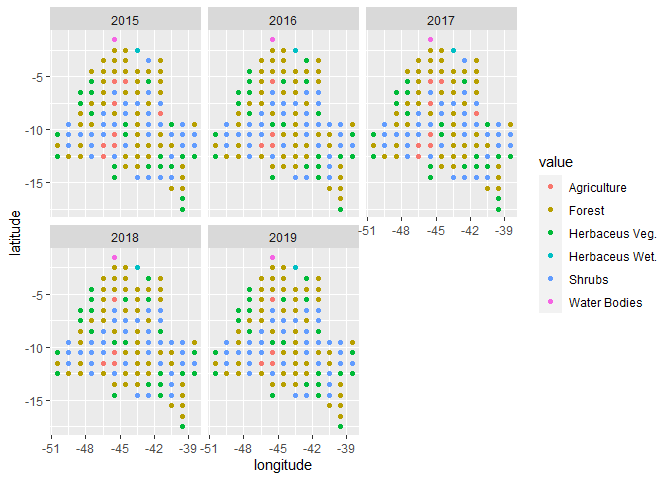 2015 2016 2017
-5
-10
-15
latitude
value
Agriculture
Forest
Herbaceus Veg.
Herbaceus Wet.
Shrubs
Water Bodies
-51 -48 -45 -42 -39
2018 2019
-5
-10
-15
-51 -48 -45 -42 -39 -51 -48 -45 -42 -39
longitude